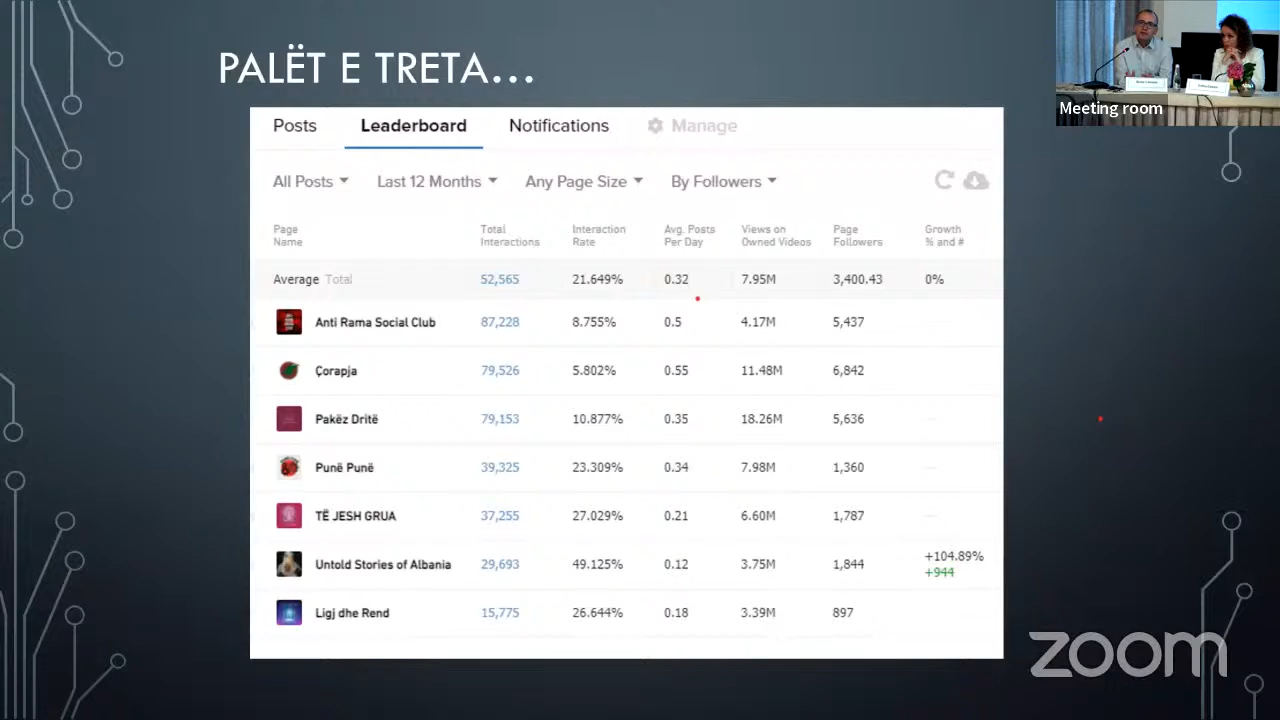 PALËT E TRETA...
Meeting room
Posts Leaderboard Notifications Manage
All Posts Last 12 Months Any Page Size By Followers
Page Name Total Interactions Interaction Rate Avg. Posts Per Day Views on Owned Videos Page Followers Growth % and #
Average Total 52,565 21.649% 0.32 7.95M 3,400.43 0%
Anti Rama Social Club 87,228 8.755% 0.5 4.17M 5,437
Çorapja 79,526 5.802% 0.55 11.48M 6,842
Pakëz Dritë 79,153 10.877% 0.35 18.26M 5,636
Punë Punë 39,325 23.309% 0.34 7.98M 1,360
TË JESH GRUA 37,255 27.029% 0.21 6.60M 1,787
Untold Stories of Albania 29,693 49.125% 0.12 3.75M 1,844 +104.89% +944
Ligj dhe Rend 15,775 26.644% 0.18 3.39M 897
zoom